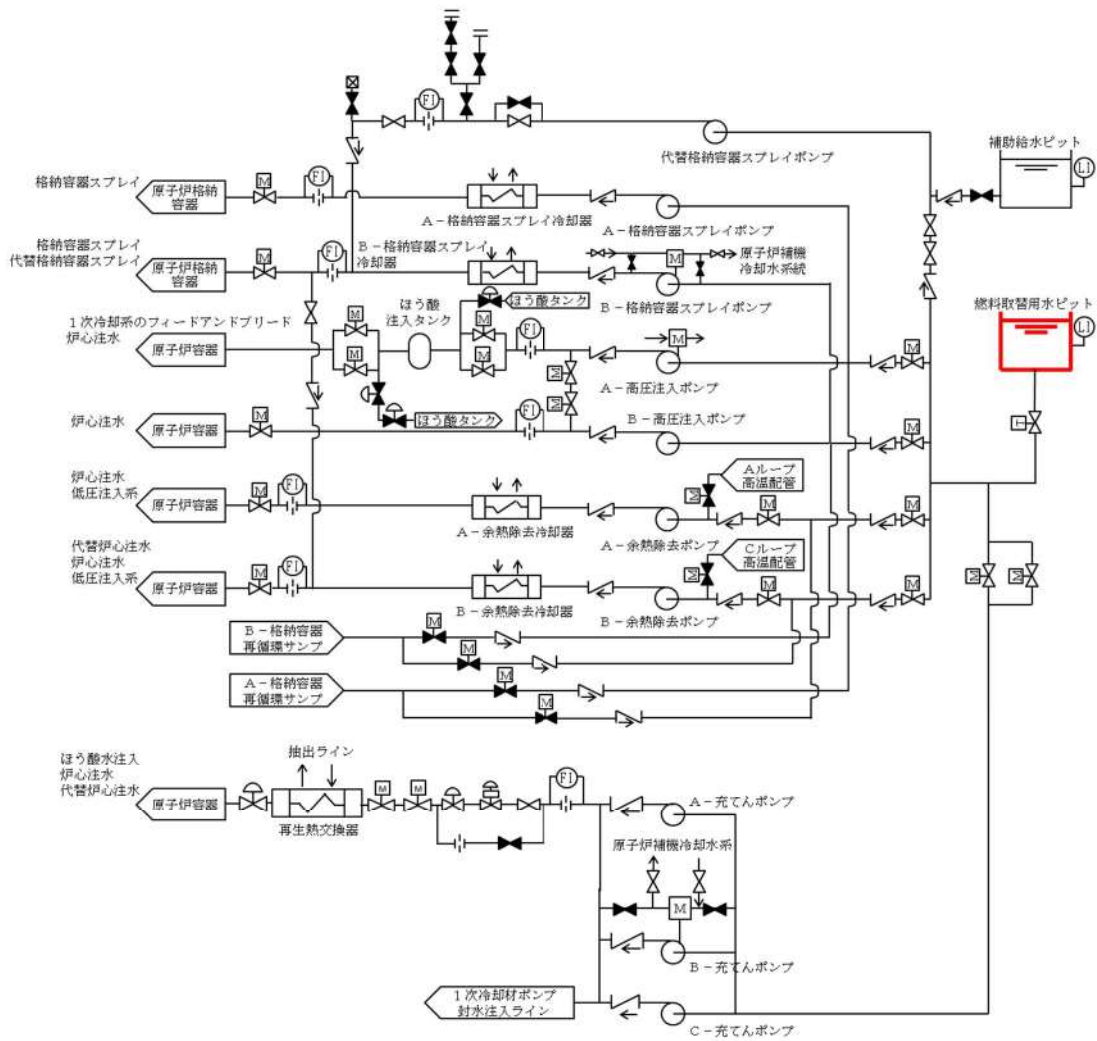 FI
代替格納容器スプレイポンプ
補助給水ピット
LI
格納容器スプレイ
原子炉格納
容器
M
FI
A-格納容器スプレイ冷却器
A-格納容器スプレイポンプ
格納容器スプレイ
代替格納容器スプレイ
原子炉格納
容器
M
FI
B-格納容器スプレイ
冷却器
M
原子炉補機
冷却水系統
B-格納容器スプレイポンプ
燃料取替用水ピット
LI
1次冷却系のフィードアンドブリード
炉心注水
原子炉容器
M
M
ほう酸
注入タンク
ほう酸タンク
M
M
FI
M
M
M
A-高圧注入ポンプ
M
ほう酸タンク
炉心注水
原子炉容器
M
FI
B-高圧注入ポンプ
M
T
炉心注水
低圧注入系
原子炉容器
M
FI
A-余熱除去冷却器
A-余熱除去ポンプ
M
Aループ
高温配管
M
M
代替炉心注水
炉心注水
低圧注入系
原子炉容器
M
FI
B-余熱除去冷却器
B-余熱除去ポンプ
M
Cループ
高温配管
M
M
M
M
B-格納容器
再循環サンプ
M
M
A-格納容器
再循環サンプ
M
M
ほう酸水注入
炉心注水
代替炉心注水
原子炉容器
抽出ライン
再生熱交換器
M
M
FI
A-充てんポンプ
原子炉補機冷却水系
M
B-充てんポンプ
1次冷却材ポンプ
封水注入ライン
C-充てんポンプ